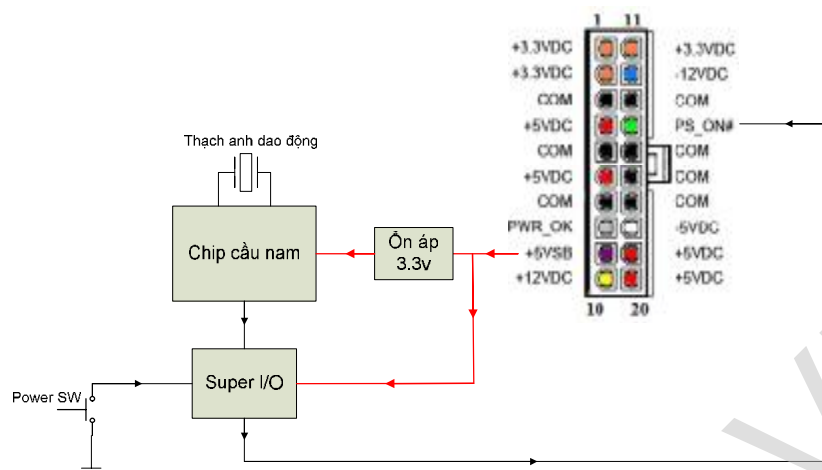 1 11
+3.3VDC +3.3VDC
+3.3VDC -12VDC
COM COM
+5VDC PS_ON#
COM COM
+5VDC COM
COM COM
PWR_OK -5VDC
+5VSB +5VDC
+12VDC +5VDC
10 20
Thạch anh dao động
Chip cầu nam
Ổn áp
3.3v
Super I/O
Power SW